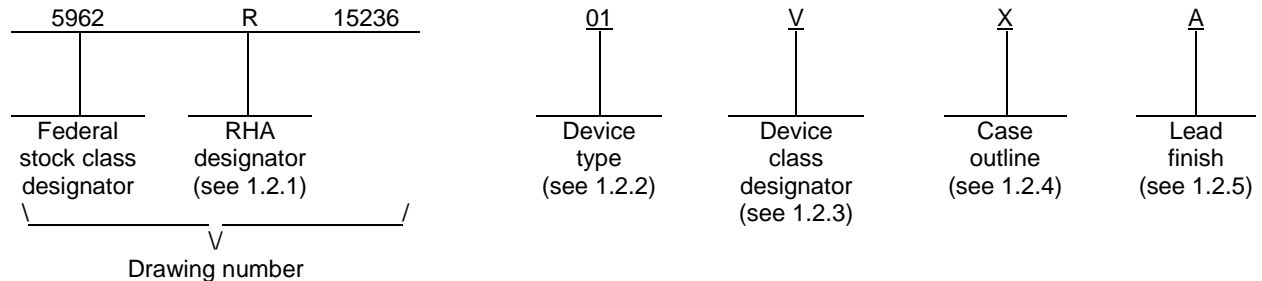 5962 R 15236 01 V X A
Federal RHA Device Device Case Lead
stock class designator type class outline finish
designator (see 1.2.1) (see 1.2.2) designator (see 1.2.4) (see 1.2.5)
(see 1.2.3)
\ /
\/
Drawing number